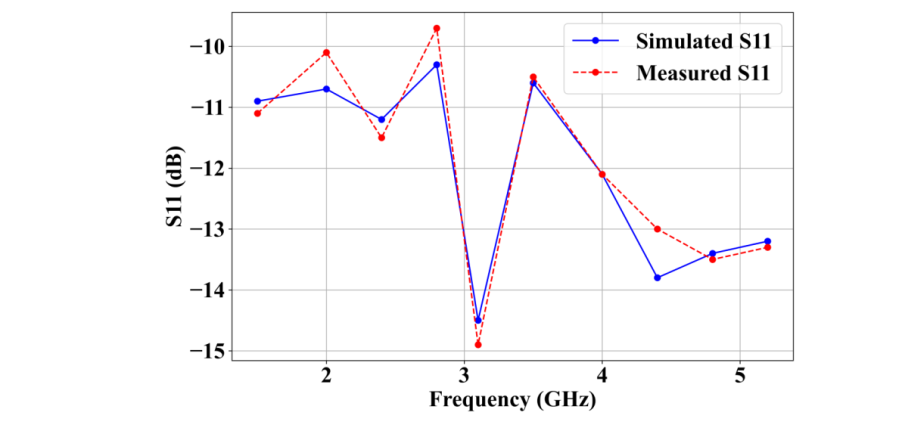 Simulated S11
Measured S11
−10
−11
−12
−13
−14
−15
S11 (dB)
2 3 4 5
Frequency (GHz)